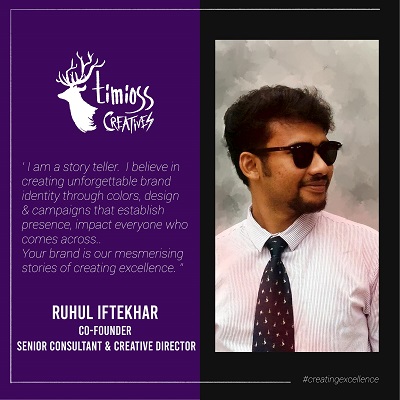 timioss
CREATIVES
' I am a story teller.  I believe in
creating unforgettable brand
identity through colors, design
& campaigns that establish
presence, impact everyone who
comes across..
Your brand is our mesmerising
stories of creating excellence. "
RUHUL IFTEKHAR
CO-FOUNDER
SENIOR CONSULTANT & CREATIVE DIRECTOR
#creatingexcellence